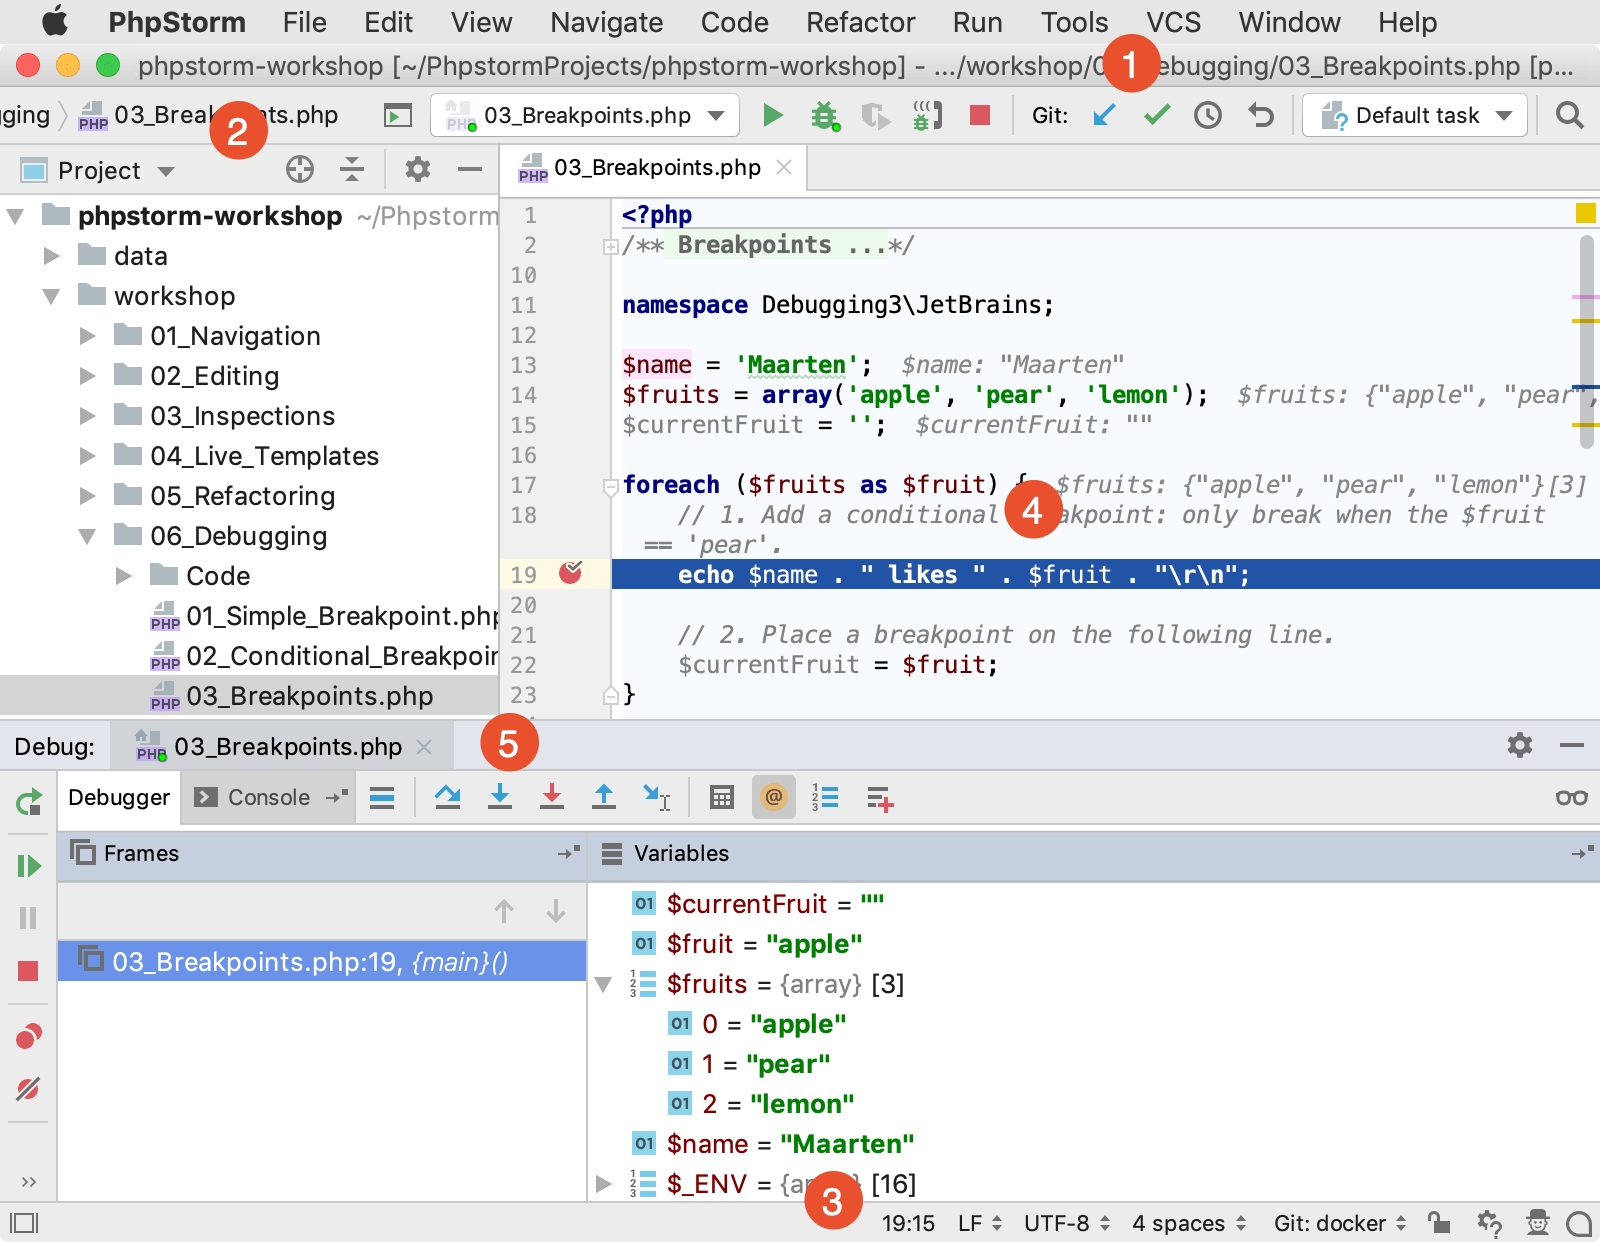 PhpStorm File Edit View Navigate Code Refactor Run Tools VCS Window Help
phpstorm-workshop [~/PhpstormProjects/phpstorm-workshop] - .../workshop/0 ebugging/03_Breakpoints.php [p...
1
ging 03_Brea ts.php 03_Breakpoints.php Git: Default task
2
Project
03_Breakpoints.php
phpstorm-workshop ~/Phpstorm
data
workshop
01_Navigation
02_Editing
03_Inspections
04_Live_Templates
05_Refactoring
06_Debugging
Code
01_Simple_Breakpoint.php
02_Conditional_Breakpoin
PHP 03_Breakpoints.php
1 <?php
2 /** Breakpoints ...*/
10
11 namespace Debugging3\JetBrains;
12
13 $name = 'Maarten'; $name: "Maarten"
14 $fruits = array('apple', 'pear', 'lemon'); $fruits: {"apple", "pear",
15 $currentFruit = ''; $currentFruit: ""
16
17 foreach ($fruits as $fruit) { $fruits: {"apple", "pear", "lemon"}[3]
18 // 1. Add a conditional akpoint: only break when the $fruit
4
== 'pear'.
19 echo $name . " likes " . $fruit . "\r\n";
20
21 // 2. Place a breakpoint on the following line.
22 $currentFruit = $fruit;
23 }
Debug: 03_Breakpoints.php
5
Debugger Console
Frames
03_Breakpoints.php:19, {main}()
Variables
$currentFruit = ""
$fruit = "apple"
$fruits = {array} [3]
0 = "apple"
1 = "pear"
2 = "lemon"
$name = "Maarten"
$_ENV = {a [16]
3
19:15 LF UTF-8 4 spaces Git: docker